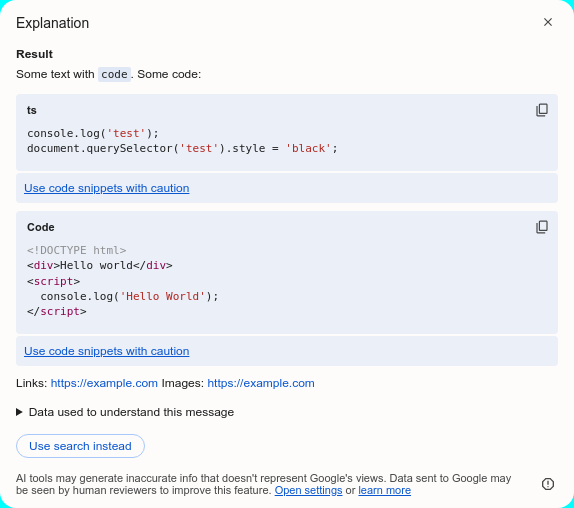 Explanation
Result
Some text with code. Some code:
ts
console.log('test');
document.querySelector('test').style = 'black';
Use code snippets with caution
Code
<!DOCTYPE html>
<div>Hello world</div>
<script>
  console.log('Hello World');
</script>
Use code snippets with caution
Links: https://example.com Images: https://example.com
Data used to understand this message
Use search instead
AI tools may generate inaccurate info that doesn't represent Google's views. Data sent to Google may
be seen by human reviewers to improve this feature. Open settings or learn more